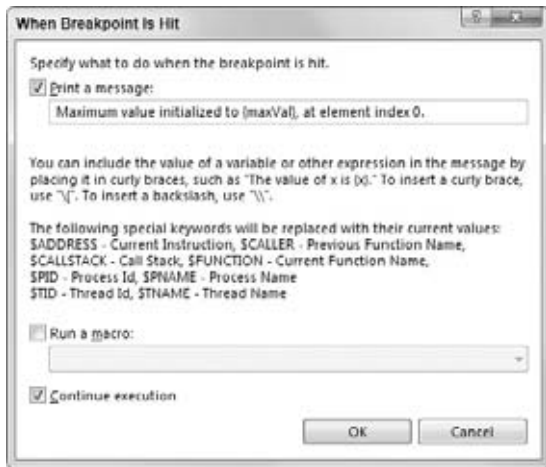 When Breakpoint Is Hit
Specify what to do when the breakpoint is hit.
Print a message:
Maximum value initialized to {maxVal}, at element index 0.
You can include the value of a variable or other expression in the message by
placing it in curly braces, such as "The value of x is {x}." To insert a curly brace,
use "\{". To insert a backslash, use "\\".
The following special keywords will be replaced with their current values:
$ADDRESS - Current Instruction, $CALLER - Previous Function Name,
$CALLSTACK - Call Stack, $FUNCTION - Current Function Name,
$PID - Process Id, $PNAME - Process Name
$TID - Thread Id, $TNAME - Thread Name
Run a macro:
Continue execution
OK
Cancel